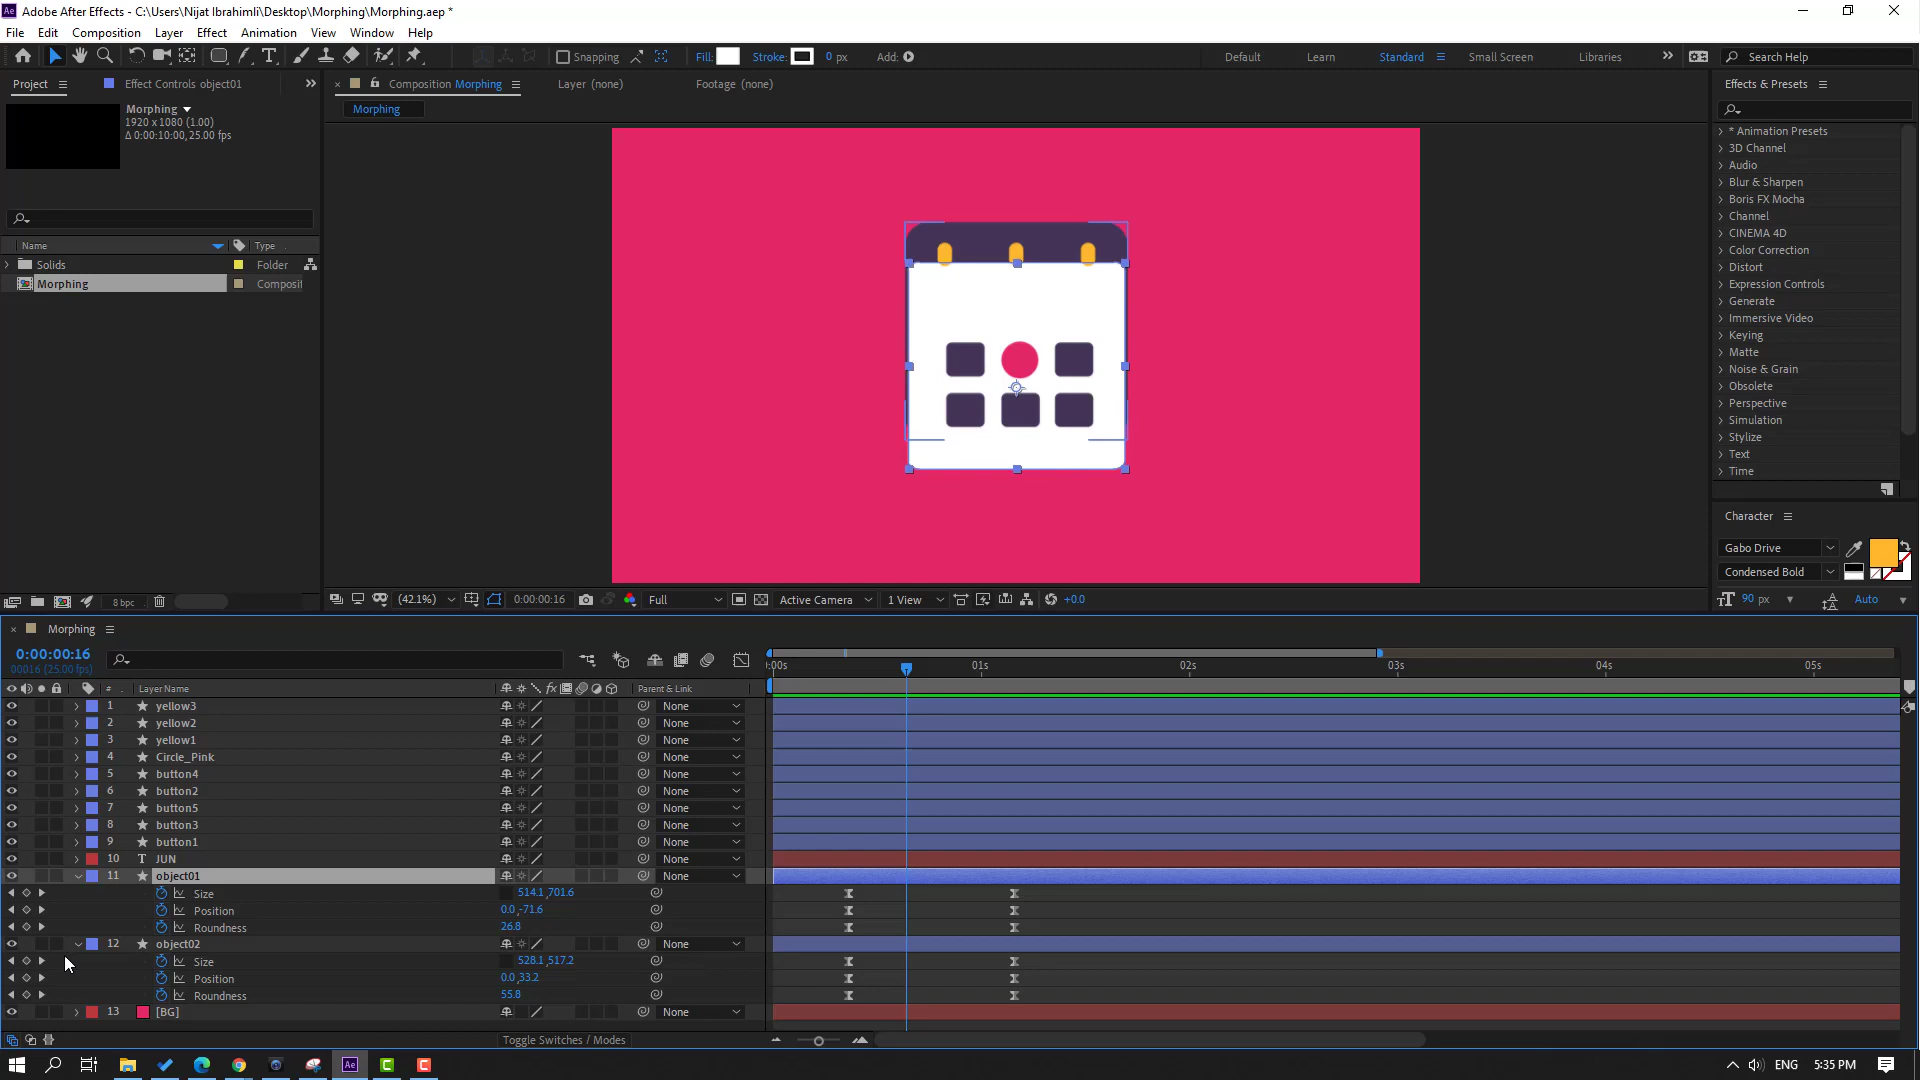 Adobe After Effects - C:\Users\Nijat Ibrahimli\Desktop\Morphing\Morphing.aep *
File Edit Composition Layer Effect Animation View Window Help
Snapping Fill: Stroke: 0 px Add: Default Learn Standard Small Screen Libraries Search Help
Project Effect Controls object01 Composition Morphing Layer (none) Footage (none) Effects & Presets
Morphing
Morphing
1920 x 1080 (1.00)
Δ 0:00:10:00, 25.00 fps
Name Type
Solids Folder
Morphing Composit
* Animation Presets
3D Channel
Audio
Blur & Sharpen
Boris FX Mocha
Channel
CINEMA 4D
Color Correction
Distort
Expression Controls
Generate
Immersive Video
Keying
Matte
Noise & Grain
Obsolete
Perspective
Simulation
Stylize
Text
Time
Character
Gabo Drive
Condensed Bold
90 px Auto
8 bpc (42.1%) 0:00:00:16 Full Active Camera 1 View +0.0
Morphing
0:00:00:16
00016 (25.00 fps)
:00s 01s 02s 03s 04s 05s
# Layer Name fx Parent & Link
1 yellow3 None
2 yellow2 None
3 yellow1 None
4 Circle_Pink None
5 button4 None
6 button2 None
7 button5 None
8 button3 None
9 button1 None
10 T JUN None
11 object01 None
Size 514.1,701.6
Position 0.0,-71.6
Roundness 26.8
12 object02 None
Size 528.1,517.2
Position 0.0,33.2
Roundness 55.8
13 [BG] None
Toggle Switches / Modes
Ae ENG 5:35 PM